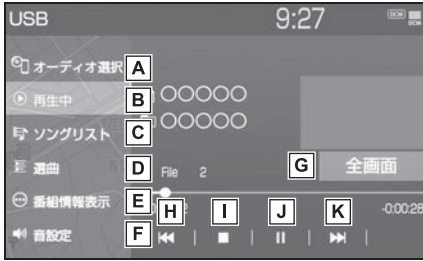 USB 9:27 DCM
オーディオ選択 A
再生中 B ○○○○○
ソングリスト C ○○○○○
選曲 D File 2 G 全画面
番組情報表示 E H I J K -0:00:28
音設定 F